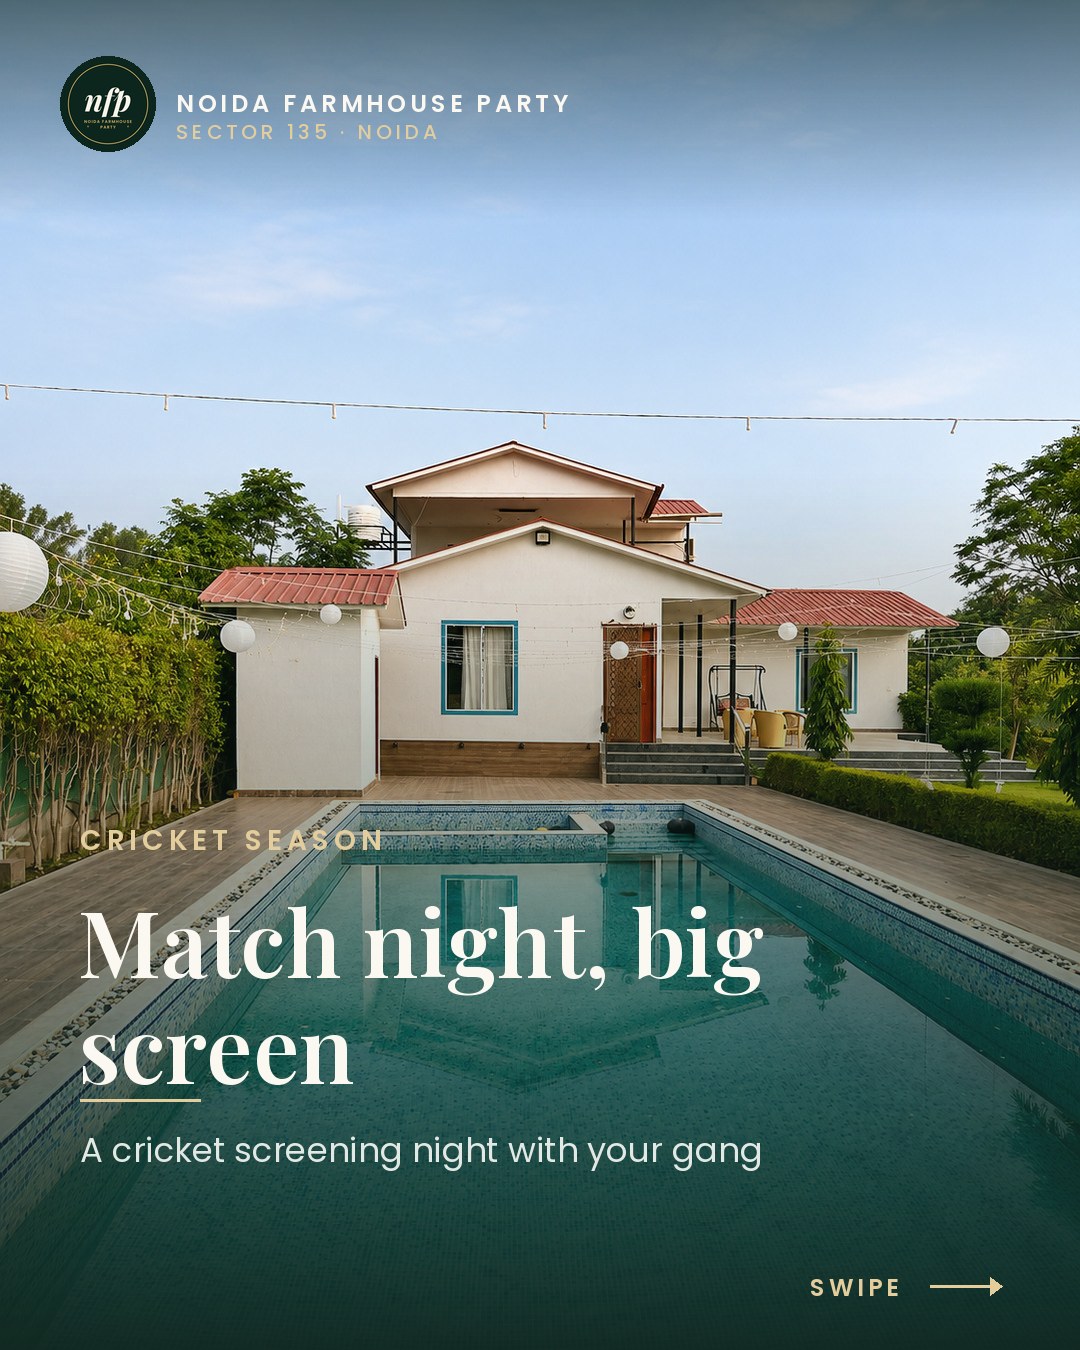 nfp
NOIDA FARMHOUSE
PARTY
NOIDA FARMHOUSE PARTY
SECTOR 135 · NOIDA
CRICKET SEASON
Match night, big
screen
A cricket screening night with your gang
SWIPE